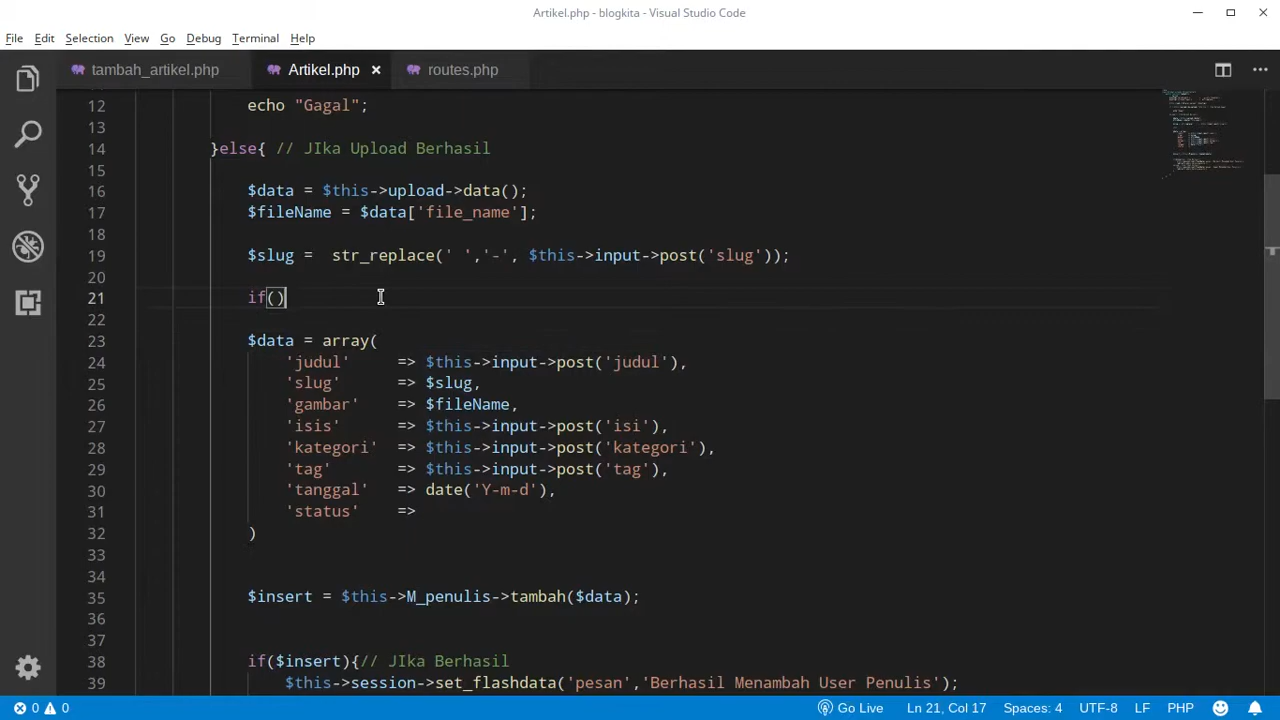 Artikel.php - blogkita - Visual Studio Code
File Edit Selection View Go Debug Terminal Help
tambah_artikel.php Artikel.php routes.php
12 echo "Gagal";
13
14 }else{ // JIka Upload Berhasil
15
16 $data = $this->upload->data();
17 $fileName = $data['file_name'];
18
19 $slug =  str_replace(' ','-', $this->input->post('slug'));
20
21 if()
22
23 $data = array(
24 'judul' => $this->input->post('judul'),
25 'slug' => $slug,
26 'gambar' => $fileName,
27 'isis' => $this->input->post('isi'),
28 'kategori' => $this->input->post('kategori'),
29 'tag' => $this->input->post('tag'),
30 'tanggal' => date('Y-m-d'),
31 'status' =>
32 )
33
34
35 $insert = $this->M_penulis->tambah($data);
36
37
38 if($insert){// JIka Berhasil
39 $this->session->set_flashdata('pesan','Berhasil Menambah User Penulis');
0 0 Go Live Ln 21, Col 17 Spaces: 4 UTF-8 LF PHP